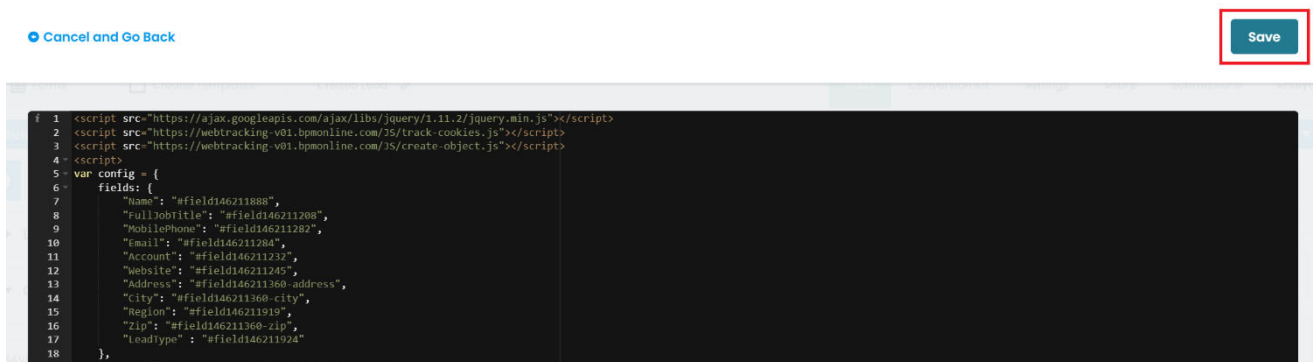 Cancel and Go Back
Save
i 1 <script src="https://ajax.googleapis.com/ajax/libs/jquery/1.11.2/jquery.min.js"></script>
2 <script src="https://webtracking-v01.bpmonline.com/JS/track-cookies.js"></script>
3 <script src="https://webtracking-v01.bpmonline.com/JS/create-object.js"></script>
4 <script>
5 var config = {
6 fields: {
7 "Name": "#field146211888",
8 "FullJobTitle": "#field146211208",
9 "MobilePhone": "#field146211282",
10 "Email": "#field146211284",
11 "Account": "#field146211232",
12 "Website": "#field146211245",
13 "Address": "#field146211360-address",
14 "City": "#field146211360-city",
15 "Region": "#field146211919",
16 "Zip": "#field146211360-zip",
17 "LeadType" : "#field146211924"
18 },